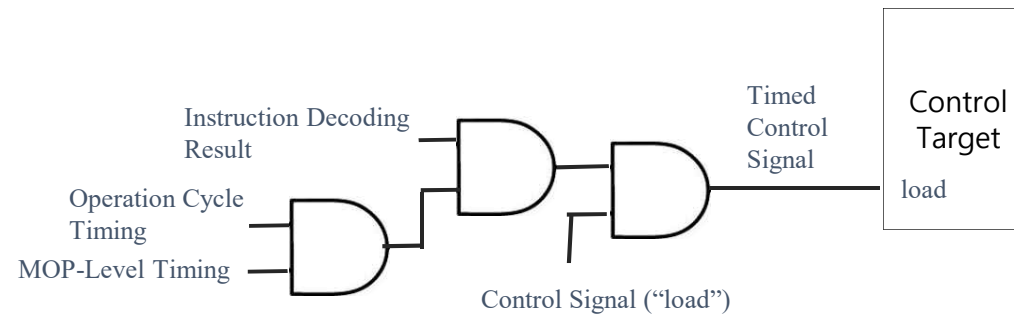 Instruction Decoding
Result
Operation Cycle
Timing
MOP-Level Timing
Control Signal (“load”)
Timed
Control
Signal
Control
Target
load